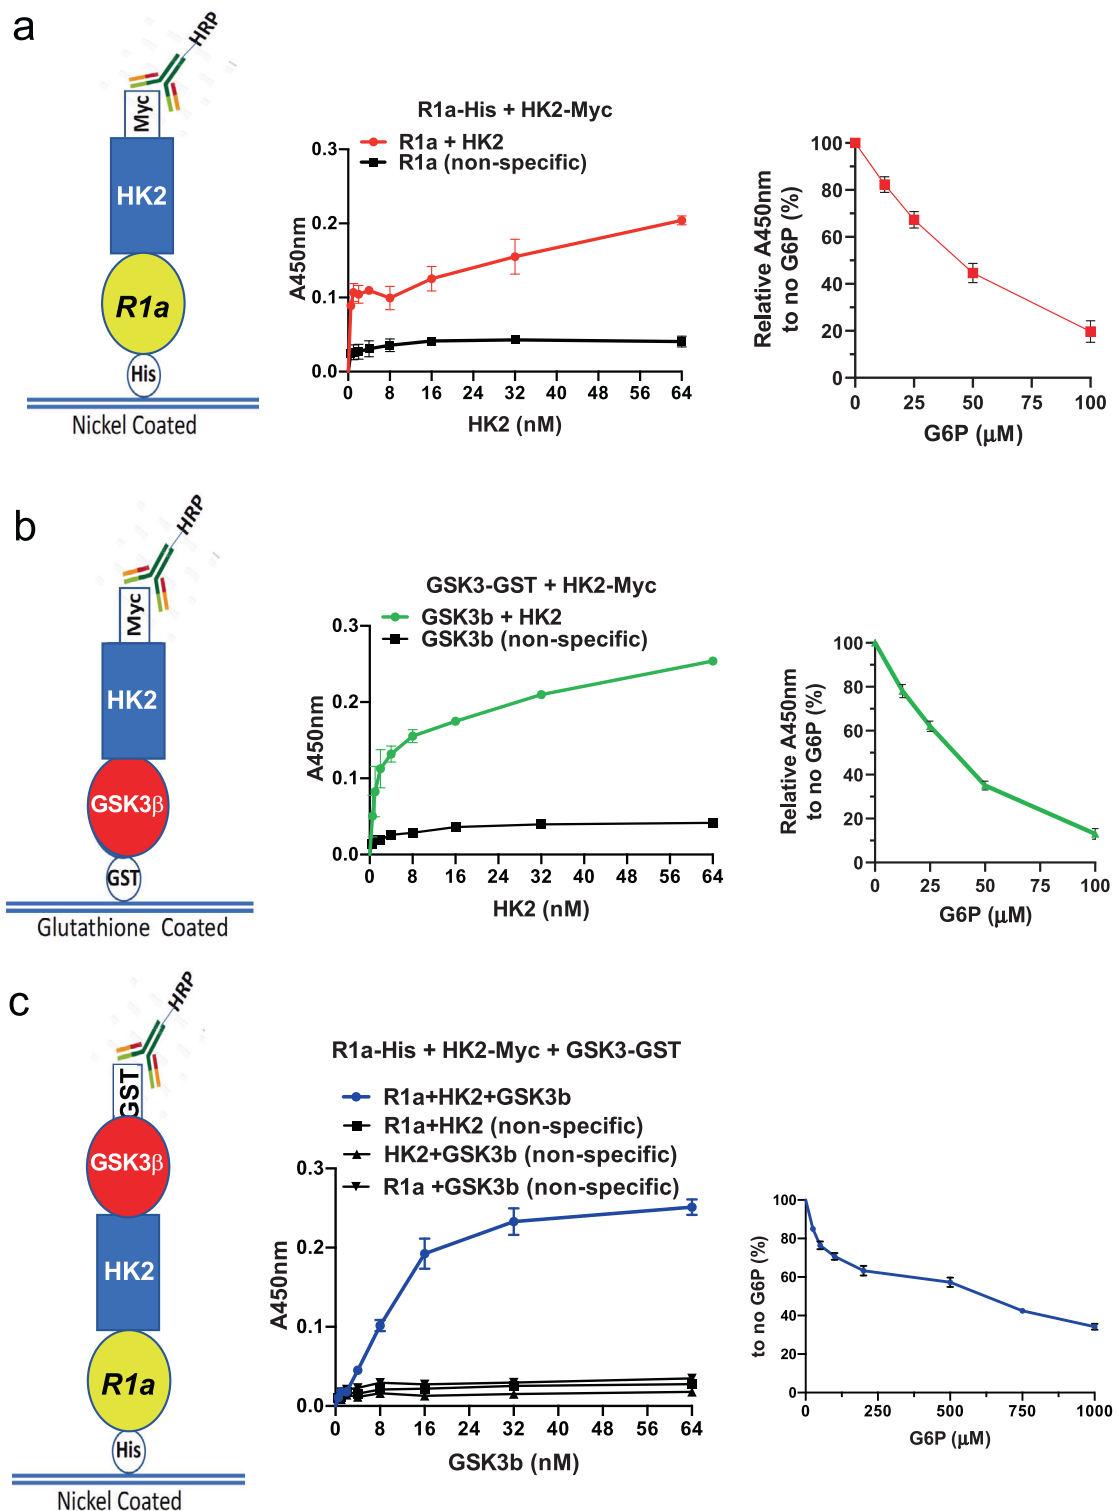 a
HRP
Myc
HK2
R1a
His
Nickel Coated
R1a-His + HK2-Myc
R1a + HK2
R1a (non-specific)
A450nm
0.3
0.2
0.1
0.0
0 8 16 24 32 40 48 56 64
HK2 (nM)
Relative A450nm
to no G6P (%)
100
80
60
40
20
0
0 25 50 75 100
G6P (μM)
b
HRP
Myc
HK2
GSK3β
GST
Glutathione Coated
GSK3-GST + HK2-Myc
GSK3b + HK2
GSK3b (non-specific)
A450nm
0.3
0.2
0.1
0.0
0 8 16 24 32 40 48 56 64
HK2 (nM)
Relative A450nm
to no G6P (%)
100
80
60
40
20
0
0 25 50 75 100
G6P (μM)
c
HRP
GST
GSK3β
HK2
R1a
His
Nickel Coated
R1a-His + HK2-Myc + GSK3-GST
R1a+HK2+GSK3b
R1a+HK2 (non-specific)
HK2+GSK3b (non-specific)
R1a +GSK3b (non-specific)
A450nm
0.3
0.2
0.1
0.0
0 8 16 24 32 40 48 56 64
GSK3b (nM)
to no G6P (%)
100
80
60
40
20
0
0 250 500 750 1000
G6P (μM)